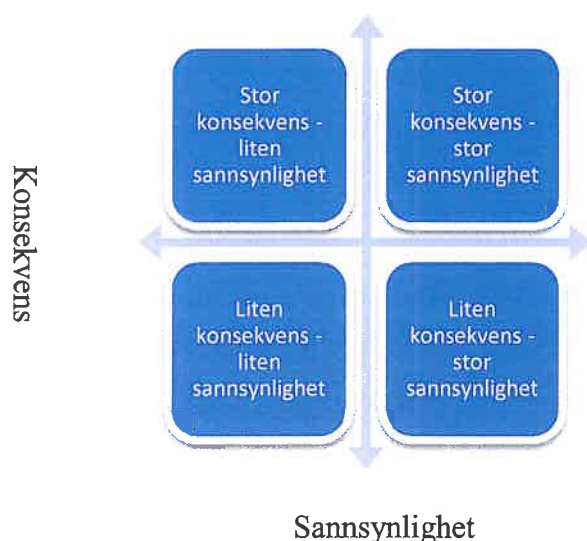 Stor
konsekvens -
liten
sannsynlighet
Stor
konsekvens -
stor
sannsynlighet
Konsekvens
Liten
konsekvens -
liten
sannsynlighet
Liten
konsekvens -
stor
sannsynlighet
Sannsynlighet